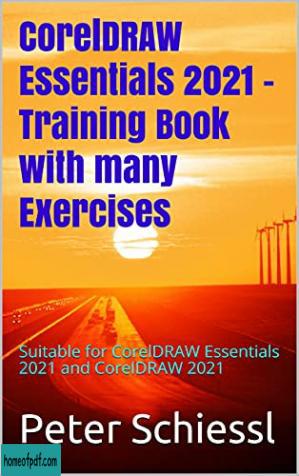 CorelDRAW
Essentials 2021 -
Training Book
with many
Exercises
Suitable for CorelDRAW Essentials
2021 and CorelDRAW 2021
Peter Schiessl
homeofpdf.com